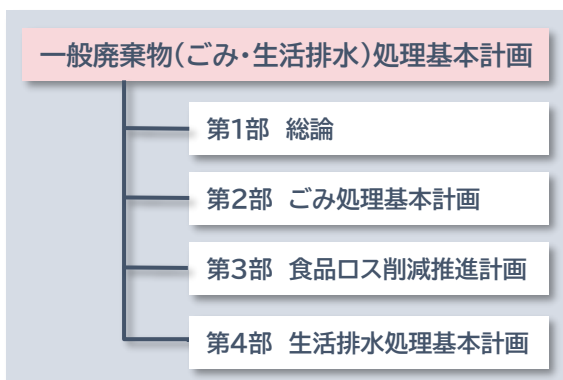 一般廃棄物(ごみ・生活排水)処理基本計画
第1部 総論
第2部 ごみ処理基本計画
第3部 食品ロス削減推進計画
第4部 生活排水処理基本計画